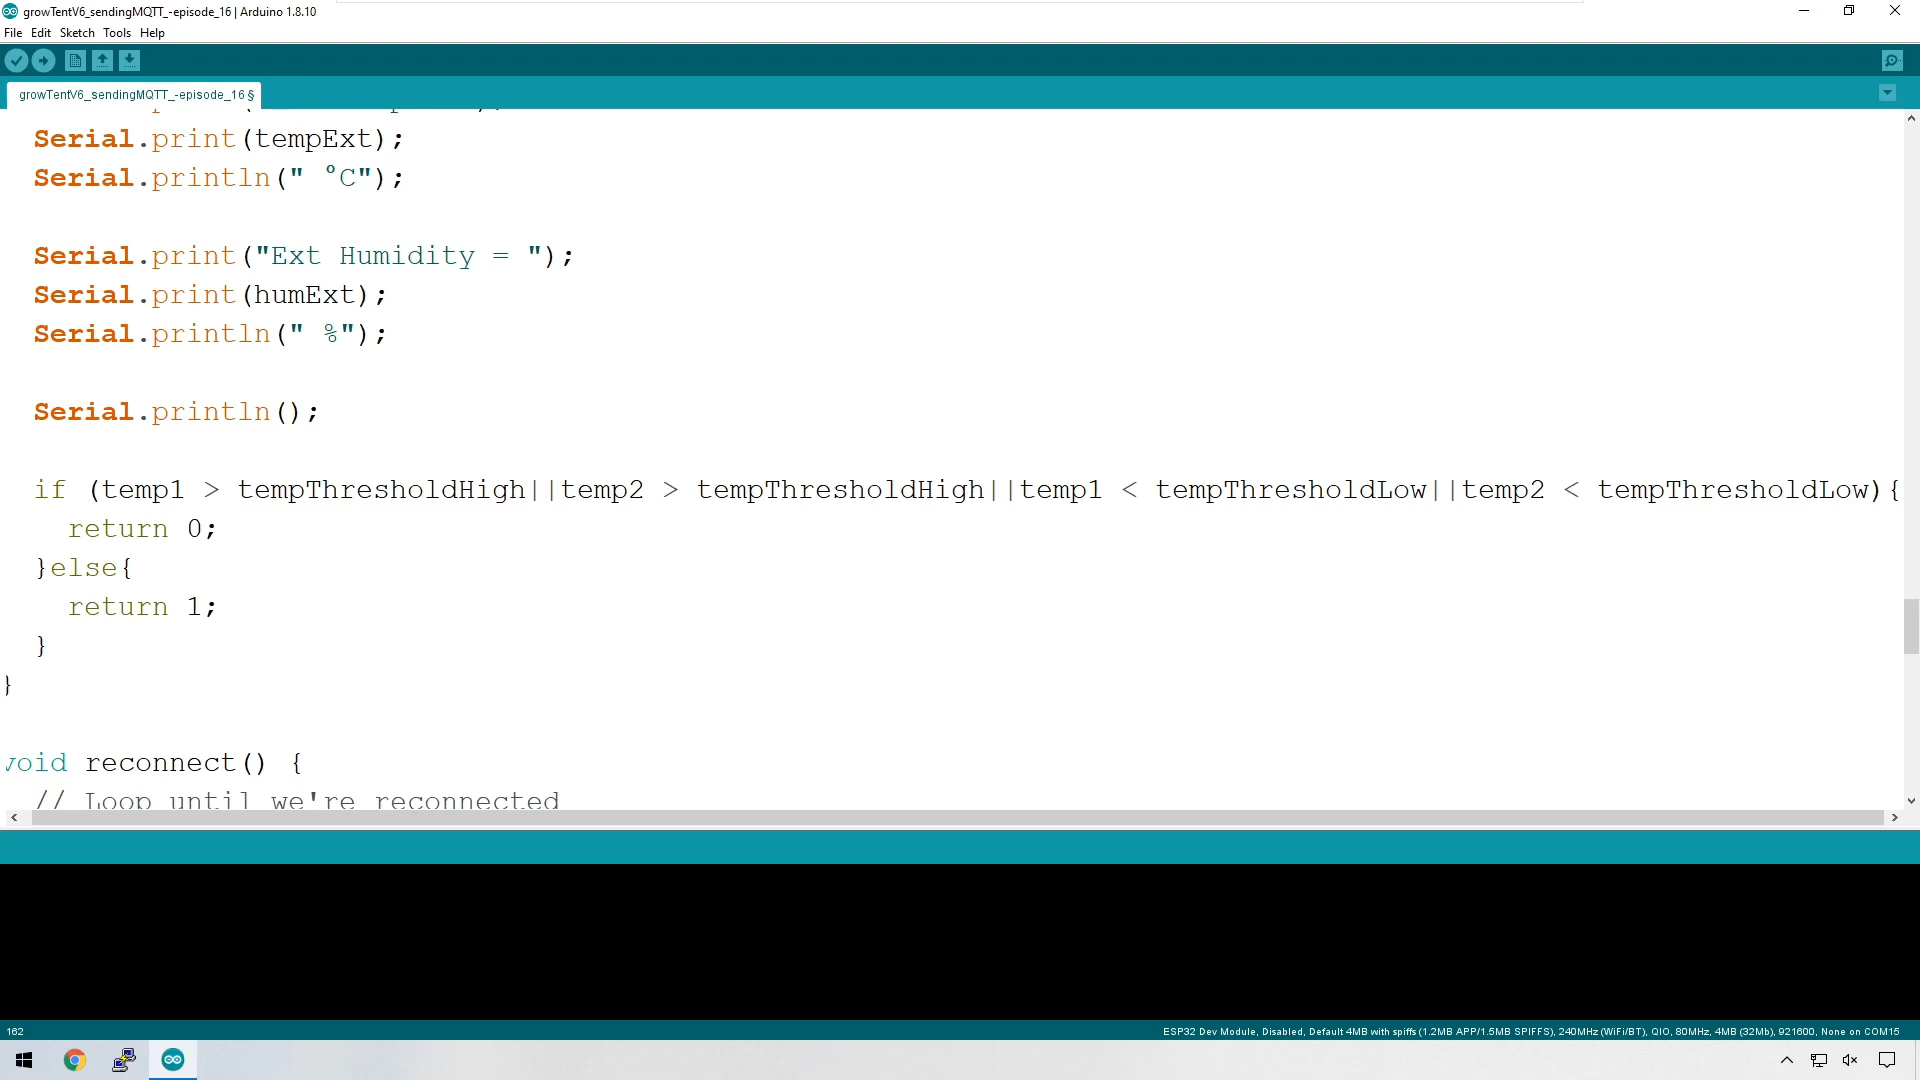 growTentV6_sendingMQTT_-episode_16 | Arduino 1.8.10
File Edit Sketch Tools Help
growTentV6_sendingMQTT_-episode_16 §
Serial.print(tempExt);
Serial.println(" ºC");
Serial.print("Ext Humidity = ");
Serial.print(humExt);
Serial.println(" %");
Serial.println();
if (temp1 > tempThresholdHigh||temp2 > tempThresholdHigh||temp1 < tempThresholdLow||temp2 < tempThresholdLow){
return 0;
}else{
return 1;
}
}
void reconnect() {
// Loop until we're reconnected
162
ESP32 Dev Module, Disabled, Default 4MB with spiffs (1.2MB APP/1.5MB SPIFFS), 240MHz (WiFi/BT), QIO, 80MHz, 4MB (32Mb), 921600, None on COM15